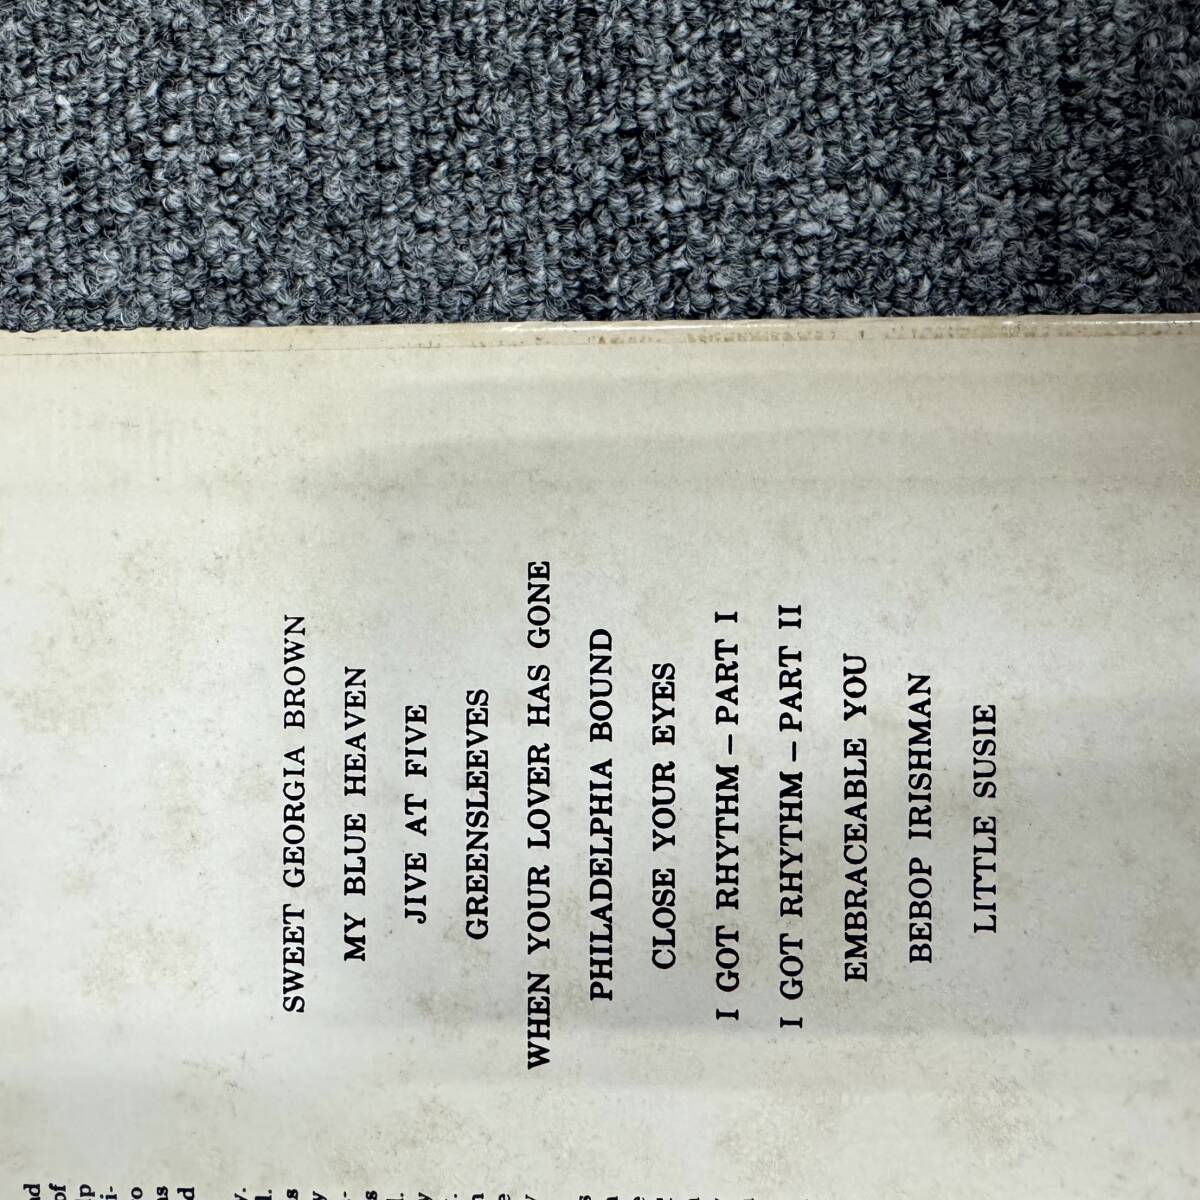 SWEET GEORGIA BROWN
MY BLUE HEAVEN
JIVE AT FIVE
GREENSLEEVES
WHEN YOUR LOVER HAS GONE
PHILADELPHIA BOUND
CLOSE YOUR EYES
I GOT RHYTHM – PART I
I GOT RHYTHM – PART II
EMBRACEABLE YOU
BEBOP IRISHMAN
LITTLE SUSIE